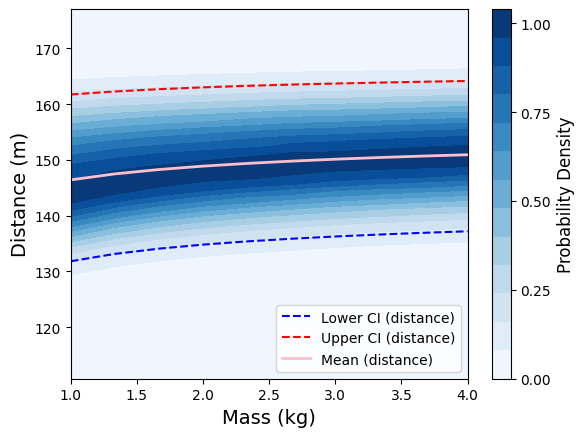 170
160
150
140
130
120
Distance (m)
1.0 1.5 2.0 2.5 3.0 3.5 4.0
Mass (kg)
Lower CI (distance)
Upper CI (distance)
Mean (distance)
1.00
0.75
0.50
0.25
0.00
Probability Density